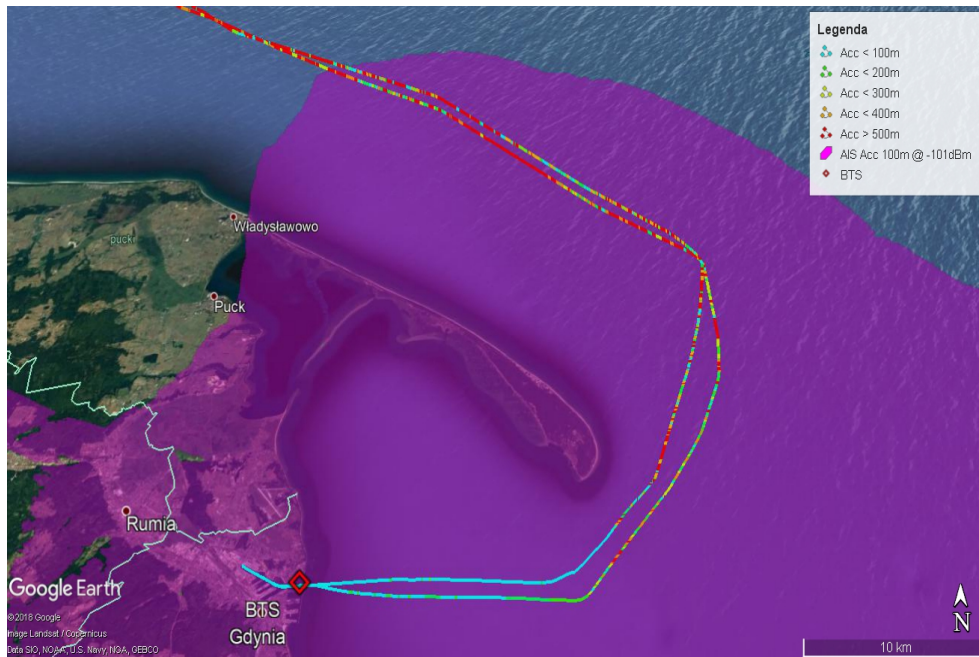 Legenda
Acc < 100m
Acc < 200m
Acc < 300m
Acc < 400m
Acc > 500m
AIS Acc 100m @ -101dBm
BTS
Władysławowo
puckı
Puck
Rumia
BTS
Gdynia
Google Earth
©2018 Google
Image Landsat / Copernicus
Data SIO, NOAA, U.S. Navy, NGA, GEBCO
N
10 km